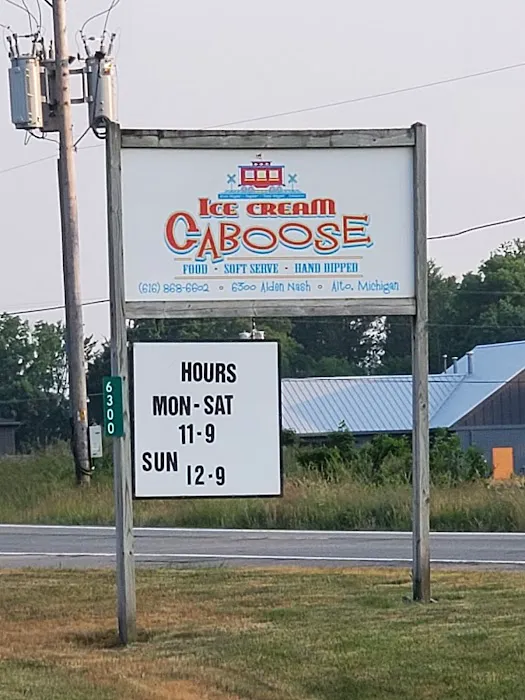 ICE CREAM
CABOOSE
FOOD · SOFT SERVE · HAND DIPPED
(616) 868-6602 ∘ 6300 Alden Nash ∘ Alto, Michigan
HOURS
MON-SAT
11-9
SUN 12-9
6300